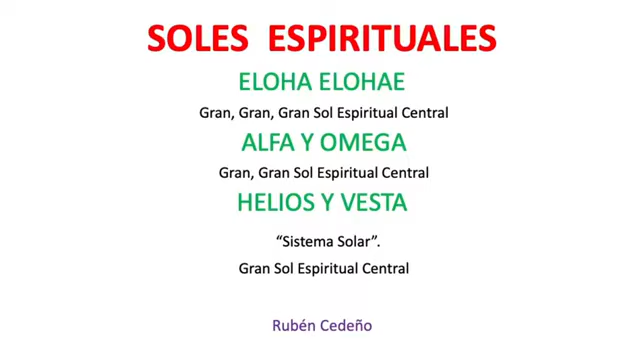 SOLES ESPIRITUALES
ELOHA ELOHAE
Gran, Gran, Gran Sol Espiritual Central
ALFA Y OMEGA
Gran, Gran Sol Espiritual Central
HELIOS Y VESTA
“Sistema Solar”.
Gran Sol Espiritual Central
Rubén Cedeño